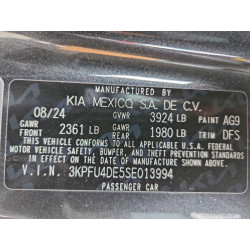 MANUFACTURED BY
KIA MEXICO, S.A. DE C.V.
08/24 GVWR 3924 LB PAINT AG9
GAWR FRONT 2361 LB GAWR REAR 1980 LB TRIM DFS
THIS VEHICLE CONFORMS TO ALL APPLICABLE FEDERAL
MOTOR VEHICLE SAFETY, BUMPER, AND THEFT PREVENTION
STANDARDS IN EFFECT ON THE DATE OF MANUFACTURE
SHOWN ABOVE.
V.I.N. 3KPFU4DE5SE013994
PASSENGER CAR